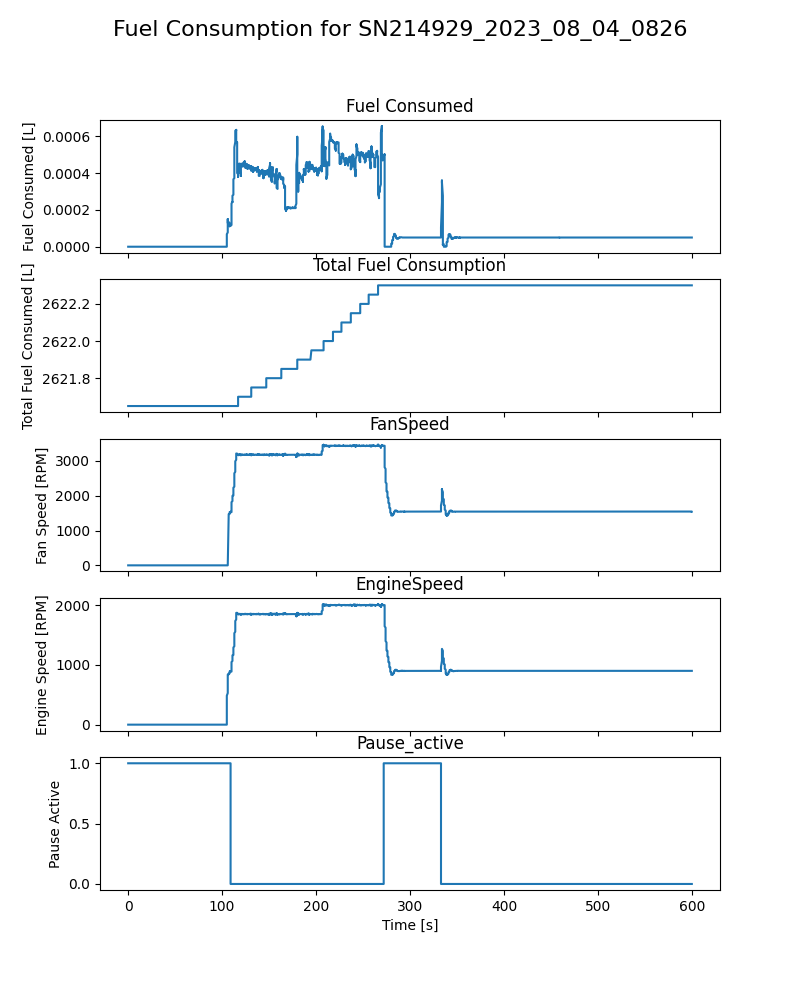 Fuel Consumption for SN214929_2023_08_04_0826
Fuel Consumed
Fuel Consumed [L]
0.0006
0.0004
0.0002
0.0000
Total Fuel Consumption
Total Fuel Consumed [L]
2622.2
2622.0
2621.8
FanSpeed
Fan Speed [RPM]
3000
2000
1000
0
EngineSpeed
Engine Speed [RPM]
2000
1000
0
Pause_active
Pause Active
1.0
0.5
0.0
0 100 200 300 400 500 600
Time [s]